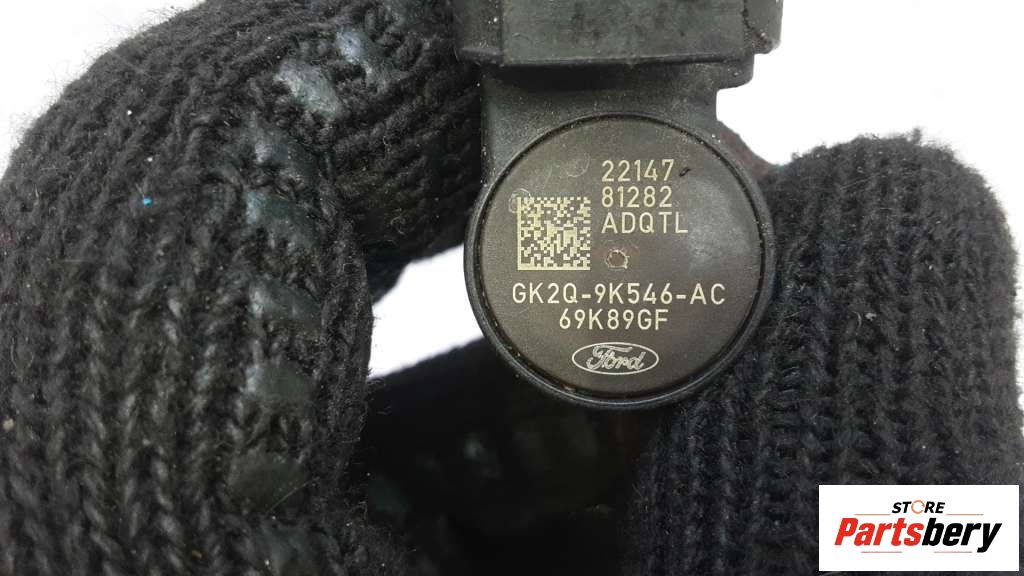 22147
81282
ADQTL
GK2Q-9K546-AC
69K89GF
Ford
STORE
Partsbery